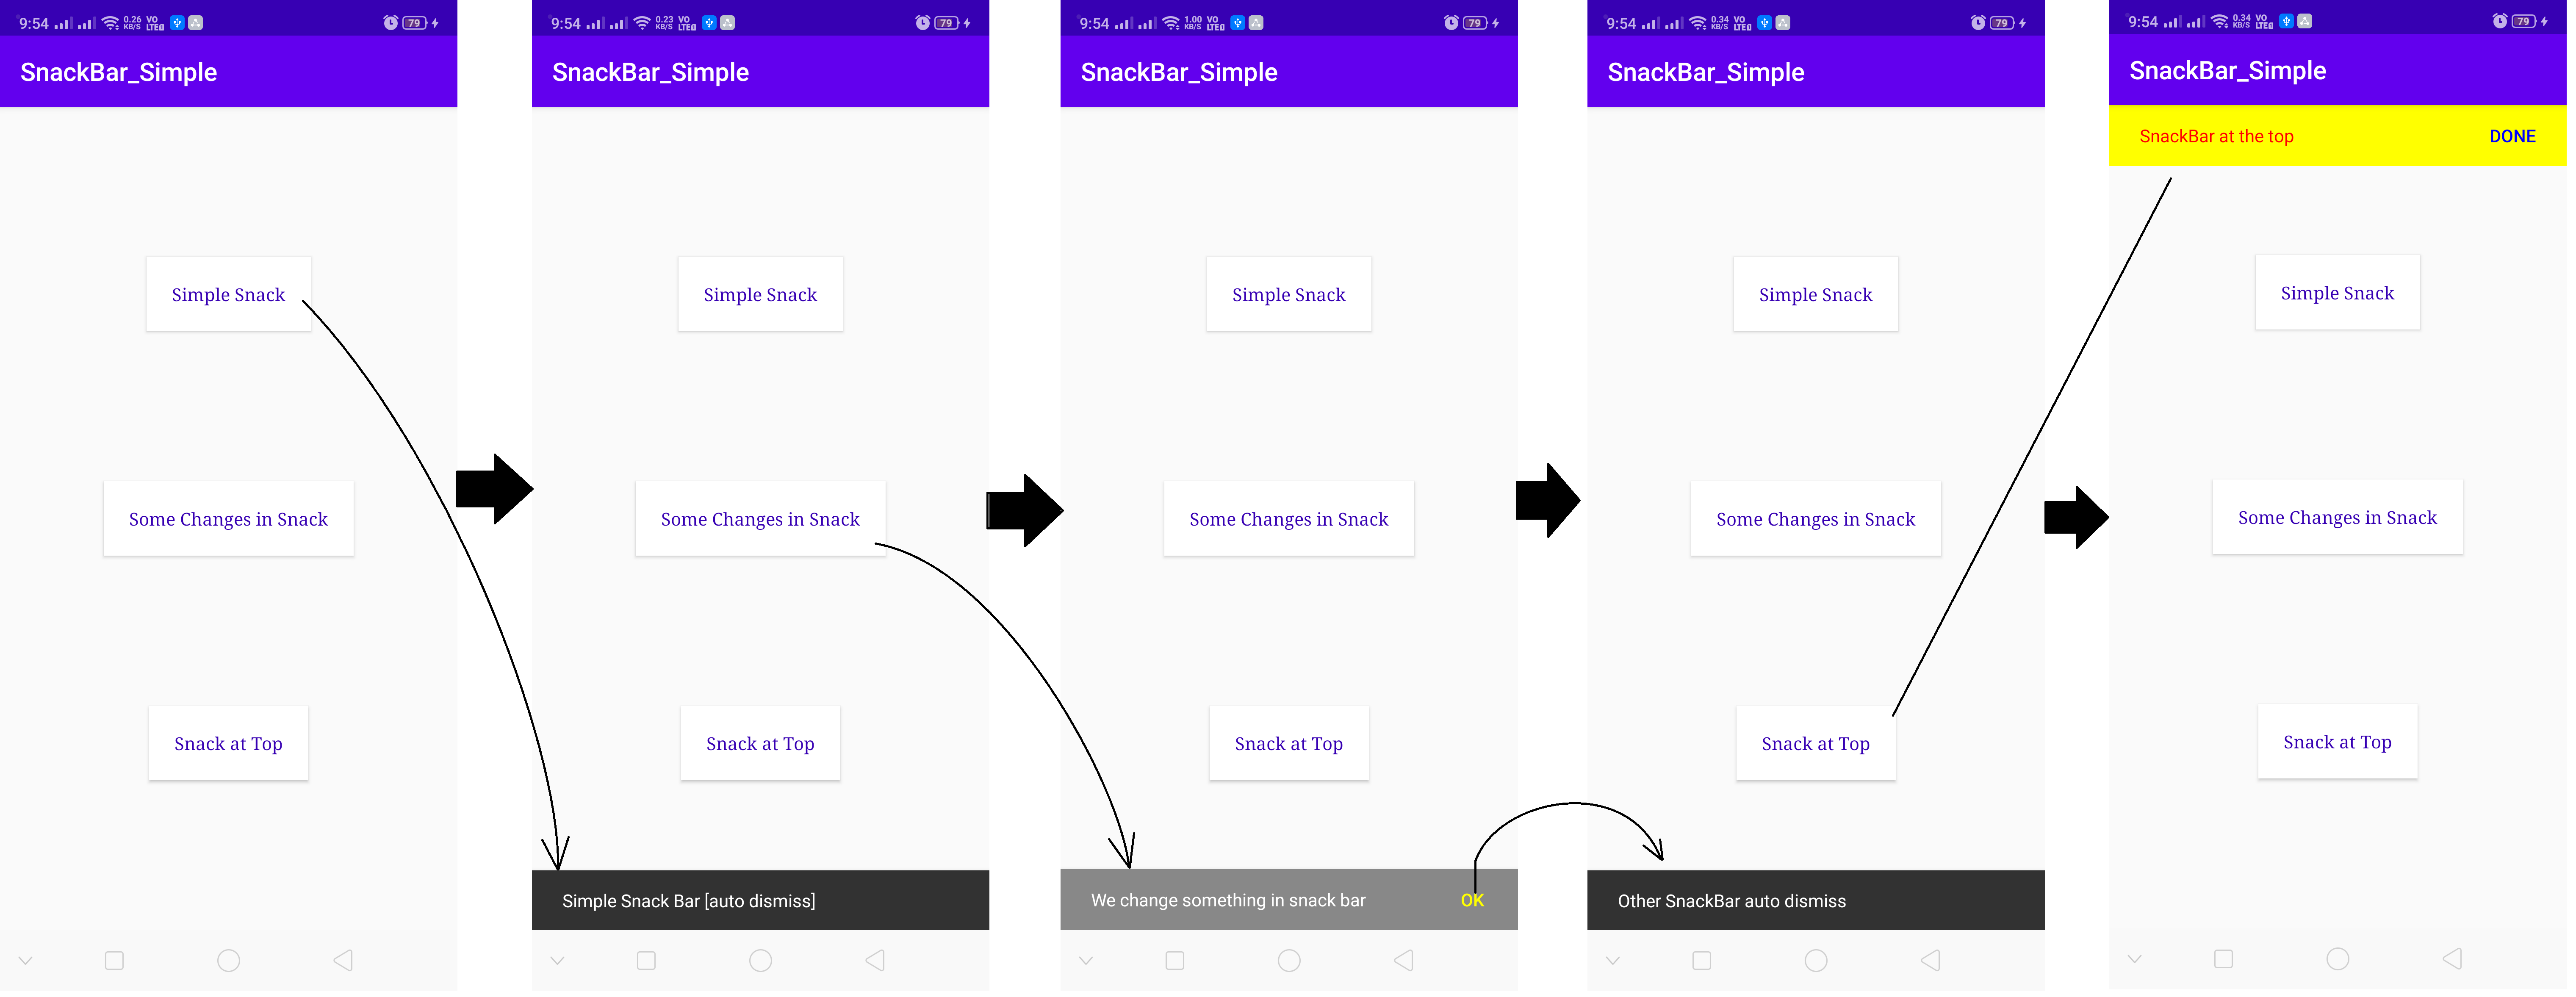 9:54 0.26 KB/S VO LTE 79
SnackBar_Simple
Simple Snack
Some Changes in Snack
Snack at Top
9:54 0.23 KB/S VO LTE 79
SnackBar_Simple
Simple Snack
Some Changes in Snack
Snack at Top
Simple Snack Bar [auto dismiss]
9:54 1.00 KB/S VO LTE 79
SnackBar_Simple
Simple Snack
Some Changes in Snack
Snack at Top
We change something in snack bar OK
9:54 0.34 KB/S VO LTE 79
SnackBar_Simple
Simple Snack
Some Changes in Snack
Snack at Top
Other SnackBar auto dismiss
9:54 0.34 KB/S VO LTE 79
SnackBar_Simple
SnackBar at the top DONE
Simple Snack
Some Changes in Snack
Snack at Top